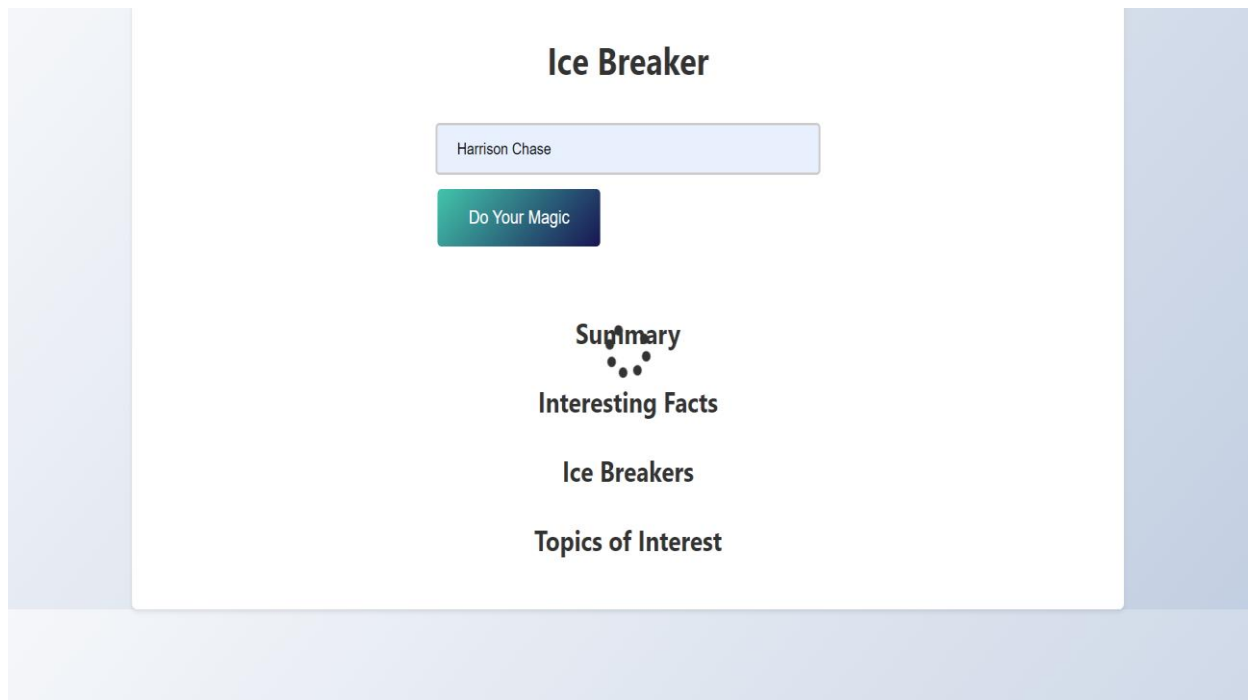 Ice Breaker
Harrison Chase
Do Your Magic
Summary
Interesting Facts
Ice Breakers
Topics of Interest